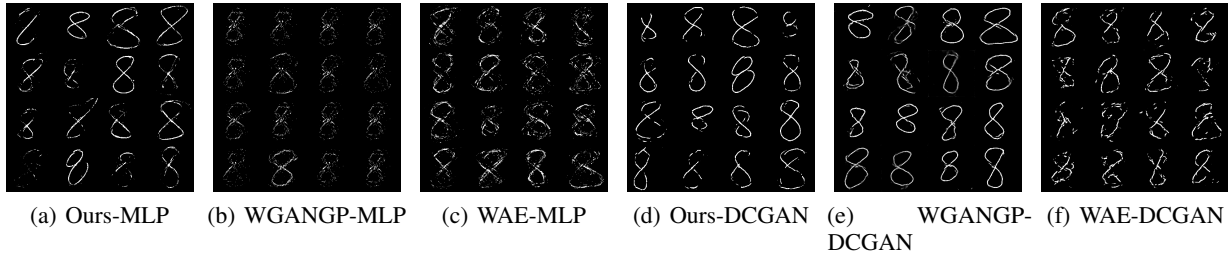 (a) Ours-MLP
(b) WGANGP-MLP
(c) WAE-MLP
(d) Ours-DCGAN
(e) WGANGP-
DCGAN
(f) WAE-DCGAN